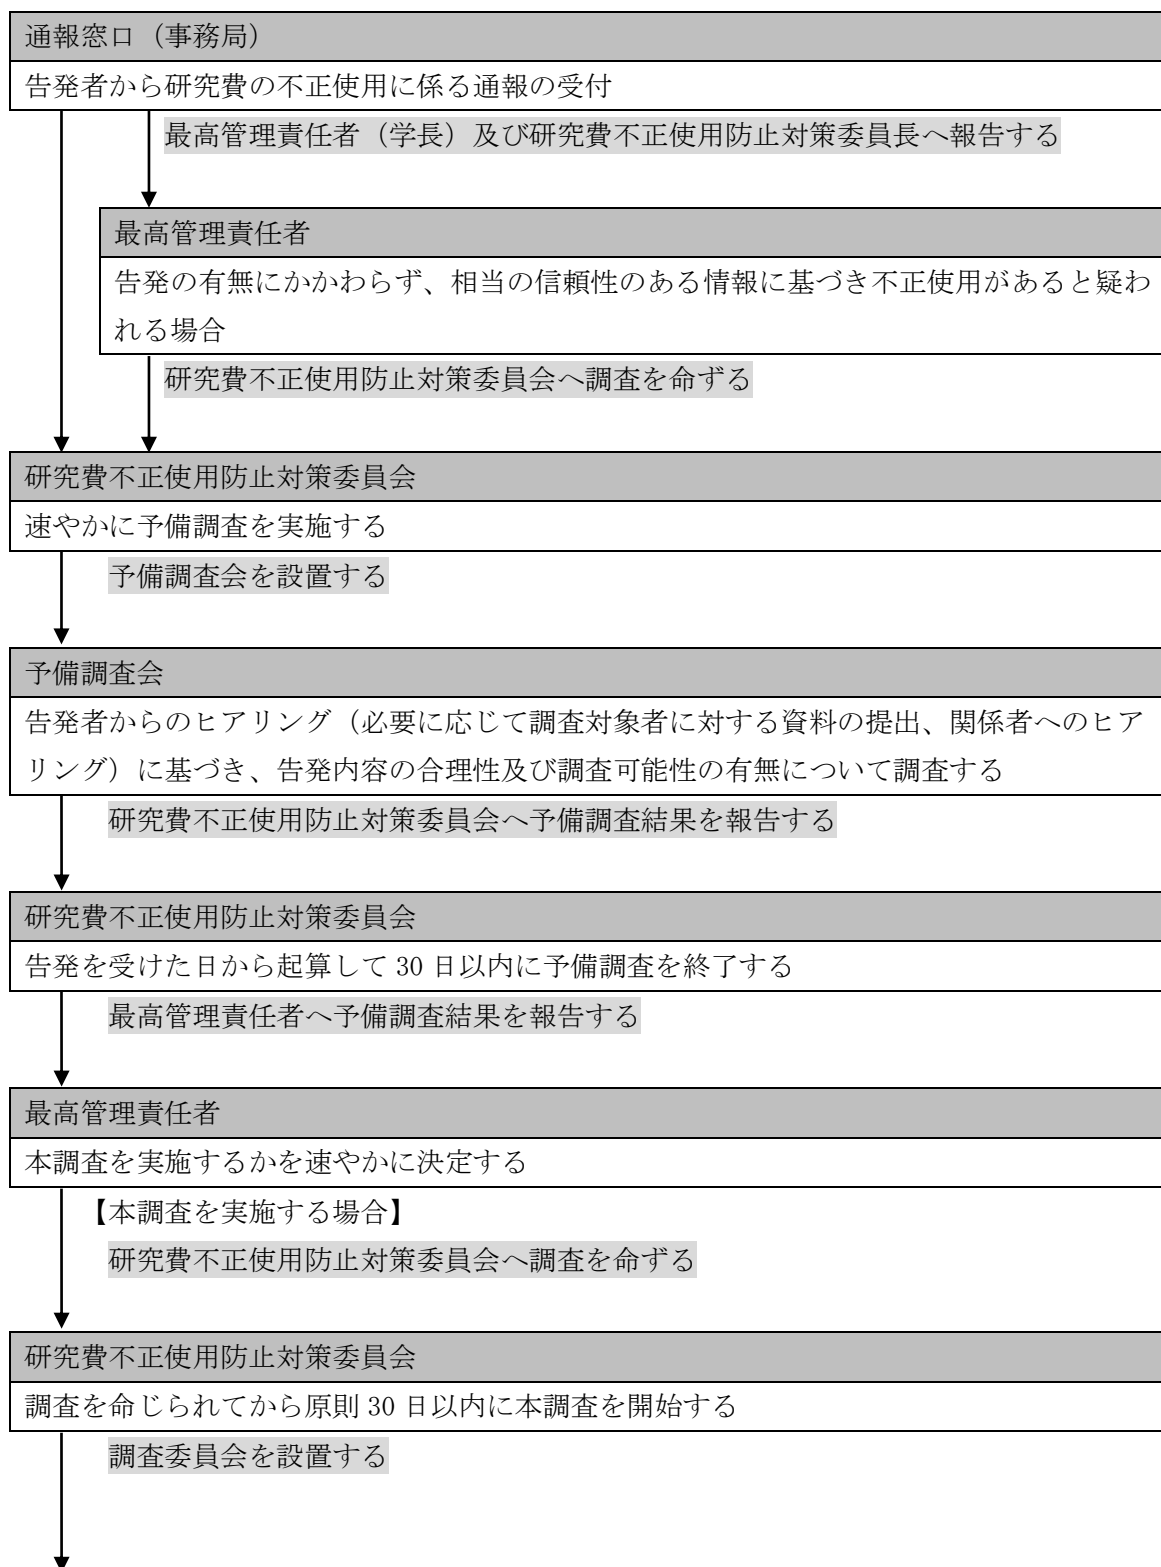 通報窓口（事務局）
告発者から研究費の不正使用に係る通報の受付
最高管理責任者（学長）及び研究費不正使用防止対策委員長へ報告する
最高管理責任者
告発の有無にかかわらず、相当の信頼性のある情報に基づき不正使用があると疑わ
れる場合
研究費不正使用防止対策委員会へ調査を命ずる
研究費不正使用防止対策委員会
速やかに予備調査を実施する
予備調査会を設置する
予備調査会
告発者からのヒアリング（必要に応じて調査対象者に対する資料の提出、関係者へのヒア
リング）に基づき、告発内容の合理性及び調査可能性の有無について調査する
研究費不正使用防止対策委員会へ予備調査結果を報告する
研究費不正使用防止対策委員会
告発を受けた日から起算して 30 日以内に予備調査を終了する
最高管理責任者へ予備調査結果を報告する
最高管理責任者
本調査を実施するかを速やかに決定する
【本調査を実施する場合】
研究費不正使用防止対策委員会へ調査を命ずる
研究費不正使用防止対策委員会
調査を命じられてから原則 30 日以内に本調査を開始する
調査委員会を設置する